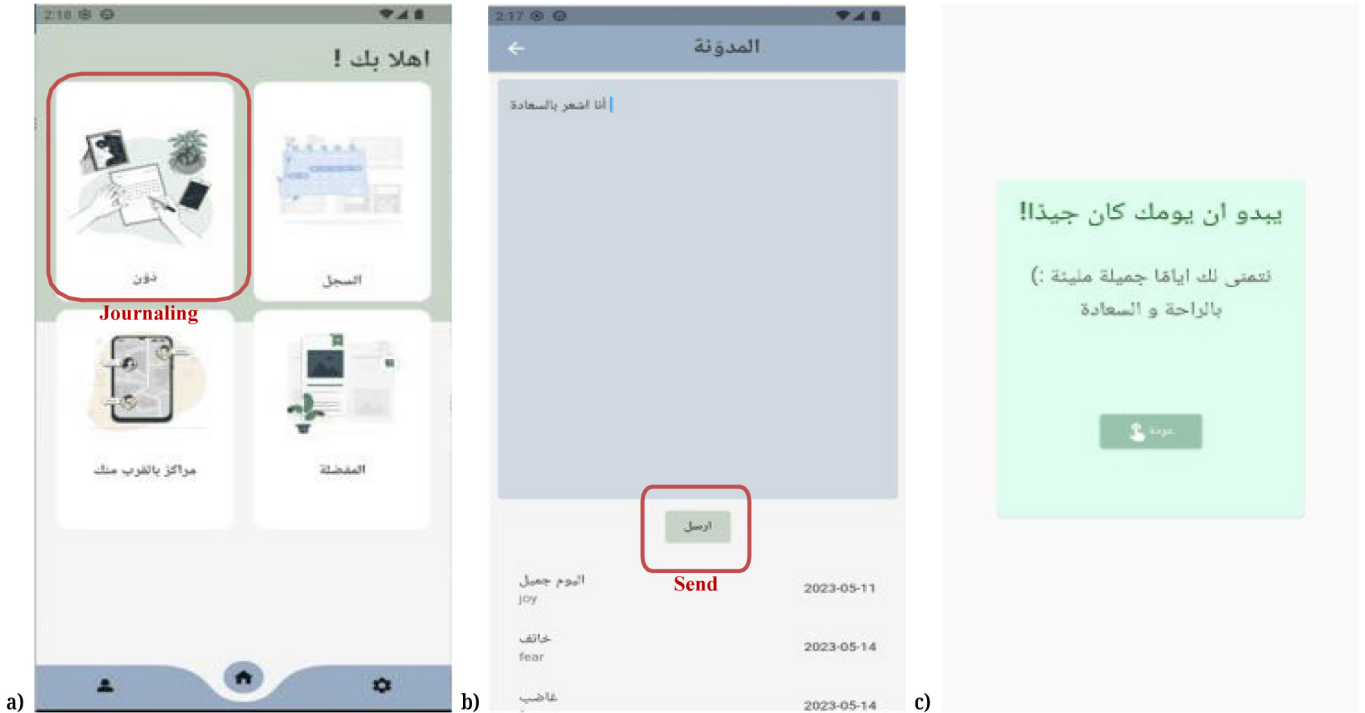 2:18
اهلا بك !
دون
السجل
Journaling
مراكز بالقرب منك
المفضلة
a)
2:17
المدوّنة
أنا اشعر بالسعادة
ارسل
Send
اليوم جميل
joy
2023-05-11
خائف
fear
2023-05-14
غاضب
2023-05-14
b)
يبدو ان يومك كان جيدًا!
نتمنى لك ايامًا جميلة مليئة :)
بالراحة و السعادة
عودة
c)